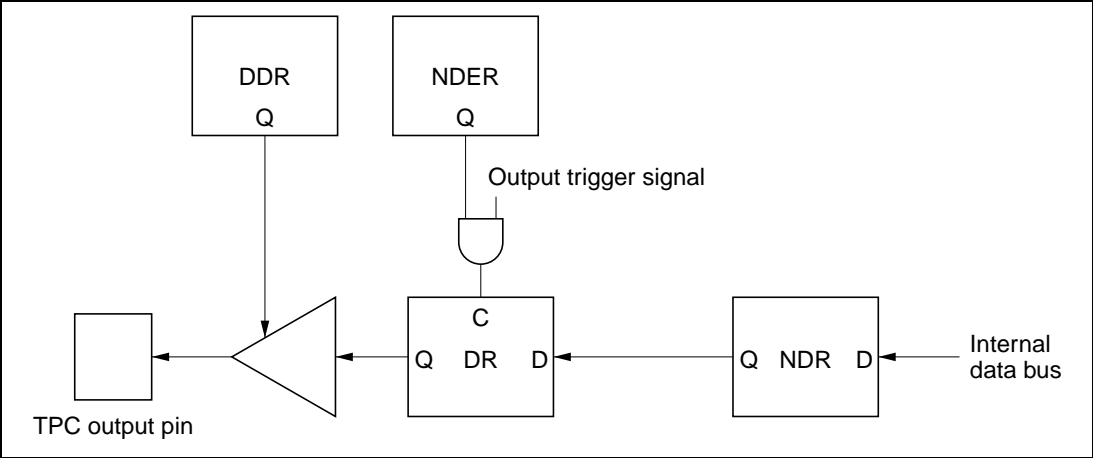 DDR
Q
NDER
Q
Output trigger signal
C
Q DR D
Q NDR D
Internal
data bus
TPC output pin